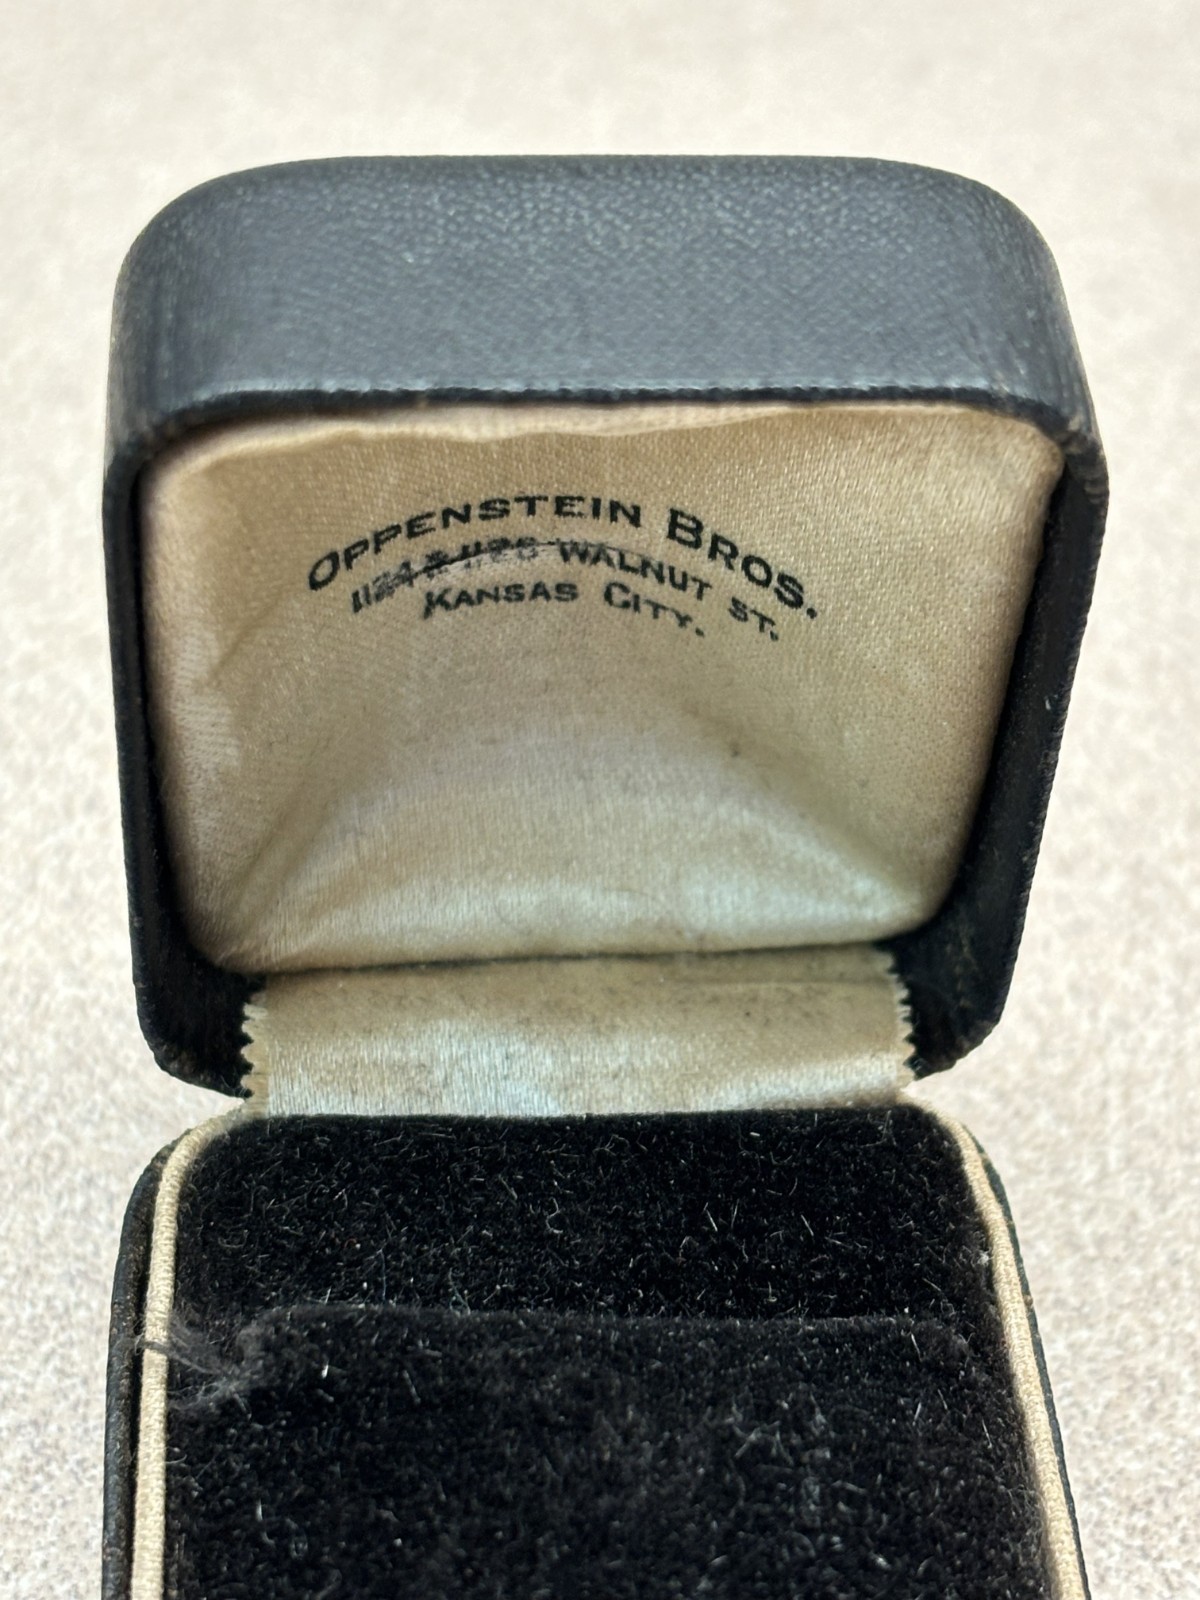 OPPENSTEIN BROS.
1124 & 1126 WALNUT ST.
KANSAS CITY.